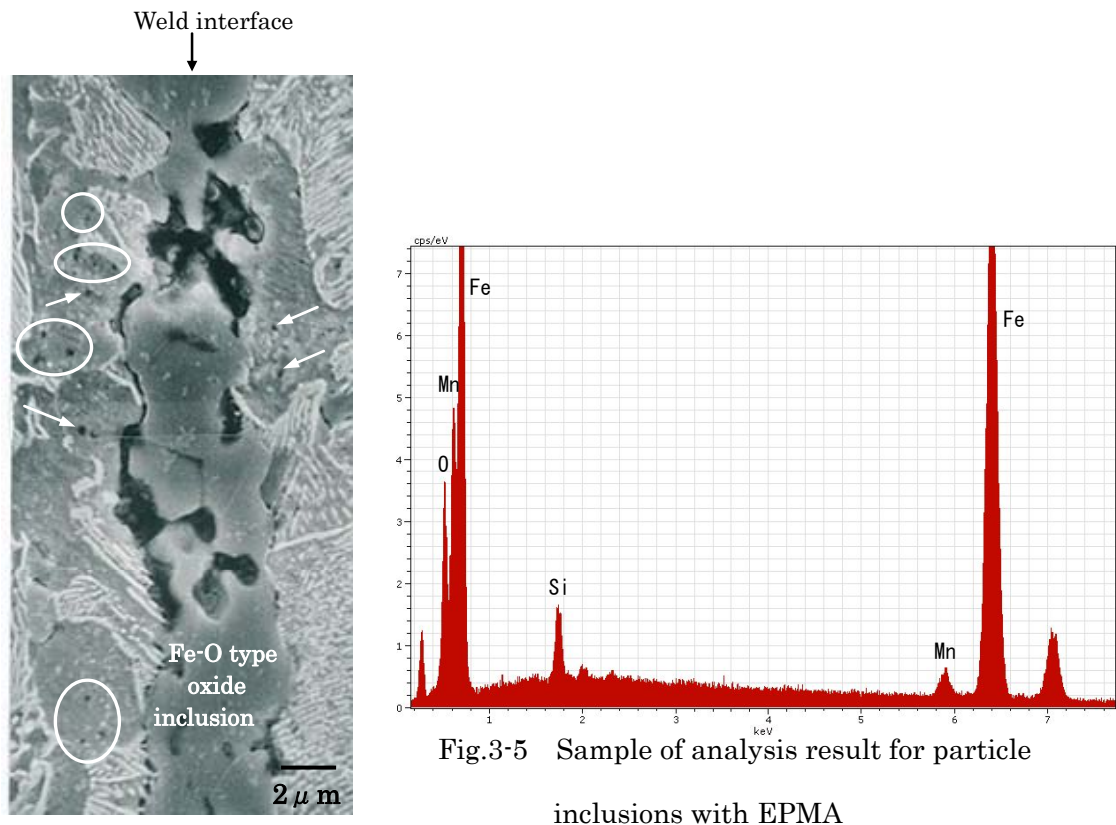 Weld interface
Fe-O type
oxide
inclusion
2μm
cps/eV
7
6
5
4
3
2
1
0
Fe
Mn
O
Si
Mn
Fe
1
2
3
4
5
6
7
keV
Fig.3-5 Sample of analysis result for particle
inclusions with EPMA